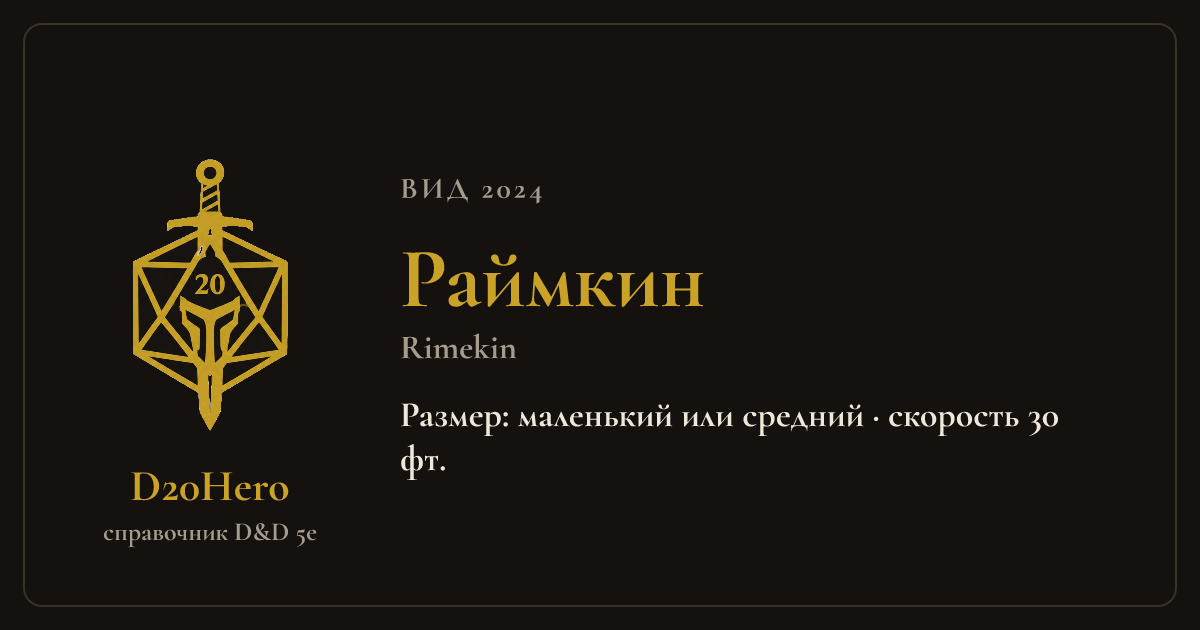 20
D20Hero
справочник D&D 5e
ВИД 2024
Раймкин
Rimekin
Размер: маленький или средний · скорость 30
фт.